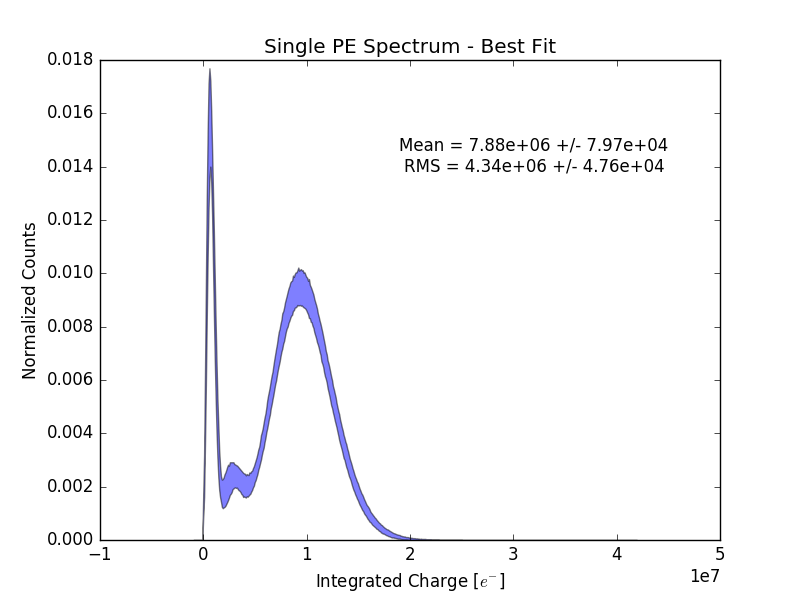 Single PE Spectrum - Best Fit
0.018
0.016
Mean = 7.88e+06 +/- 7.97e+04
0.014
RMS = 4.34e+06 +/- 4.76e+04
0.012
0.010
Normalized Counts
0.008
0.006
0.004
0.002
0.000
−1 0 1 2 3 4 5
1e7
Integrated Charge [e⁻]